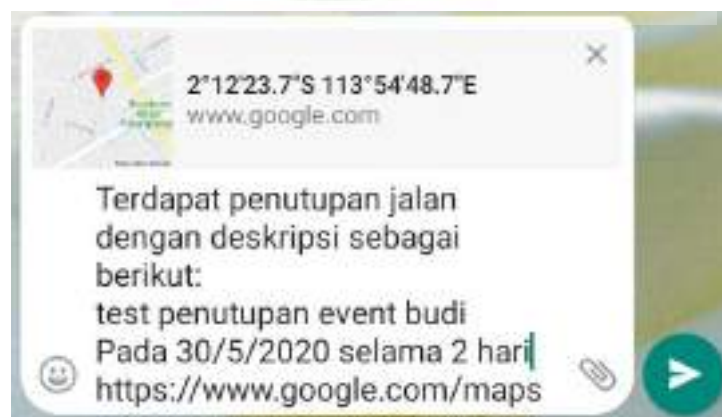 2°12'23.7"S 113°54'48.7"E
www.google.com
Terdapat penutupan jalan
dengan deskripsi sebagai
berikut:
test penutupan event budi
Pada 30/5/2020 selama 2 hari
https://www.google.com/maps